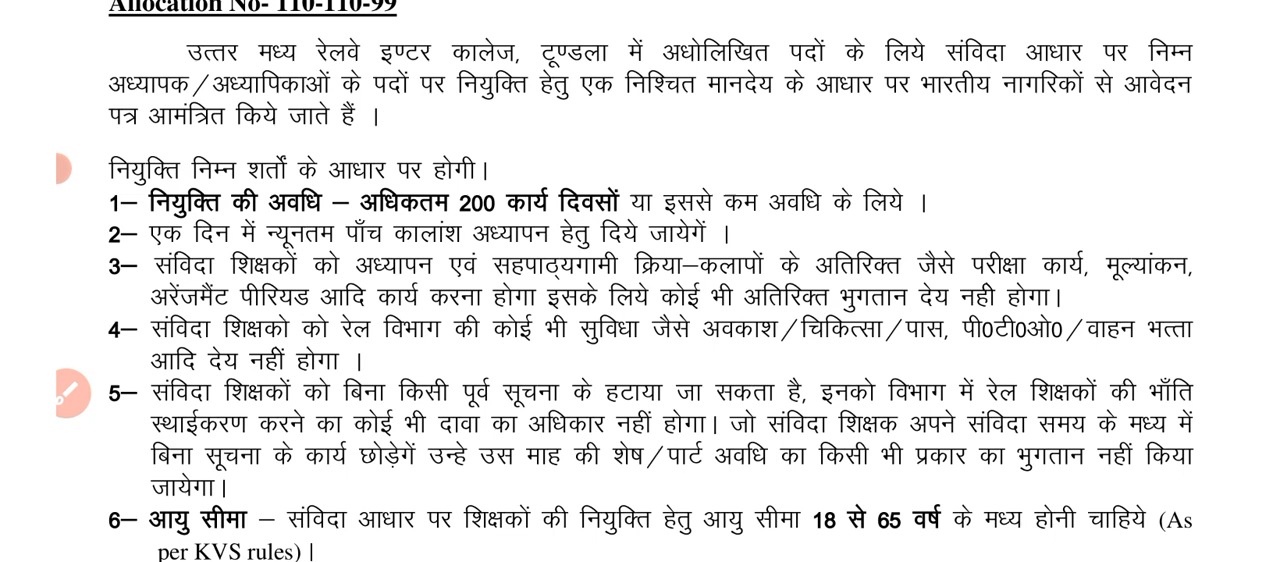 Allocation No- 110-110-99
उत्तर मध्य रेलवे इण्टर कालेज, टूण्डला में अधोलिखित पदों के लिये संविदा आधार पर निम्न
अध्यापक/अध्यापिकाओं के पदों पर नियुक्ति हेतु एक निश्चित मानदेय के आधार पर भारतीय नागरिकों से आवेदन
पत्र आमंत्रित किये जाते हैं ।
नियुक्ति निम्न शर्तों के आधार पर होगी।
1– नियुक्ति की अवधि – अधिकतम 200 कार्य दिवसों या इससे कम अवधि के लिये ।
2– एक दिन में न्यूनतम पाँच कालांश अध्यापन हेतु दिये जायेगें ।
3– संविदा शिक्षकों को अध्यापन एवं सहपाठ्यगामी क्रिया–कलापों के अतिरिक्त जैसे परीक्षा कार्य, मूल्यांकन,
अरेंजमैंट पीरियड आदि कार्य करना होगा इसके लिये कोई भी अतिरिक्त भुगतान देय नही होगा।
4– संविदा शिक्षको को रेल विभाग की कोई भी सुविधा जैसे अवकाश/चिकित्सा/पास, पी0टी0ओ0/वाहन भत्ता
आदि देय नहीं होगा ।
5– संविदा शिक्षकों को बिना किसी पूर्व सूचना के हटाया जा सकता है, इनको विभाग में रेल शिक्षकों की भाँति
स्थाईकरण करने का कोई भी दावा का अधिकार नहीं होगा। जो संविदा शिक्षक अपने संविदा समय के मध्य में
बिना सूचना के कार्य छोड़ेगें उन्हे उस माह की शेष/पार्ट अवधि का किसी भी प्रकार का भुगतान नहीं किया
जायेगा।
6– आयु सीमा – संविदा आधार पर शिक्षकों की नियुक्ति हेतु आयु सीमा 18 से 65 वर्ष के मध्य होनी चाहिये (As
per KVS rules)।